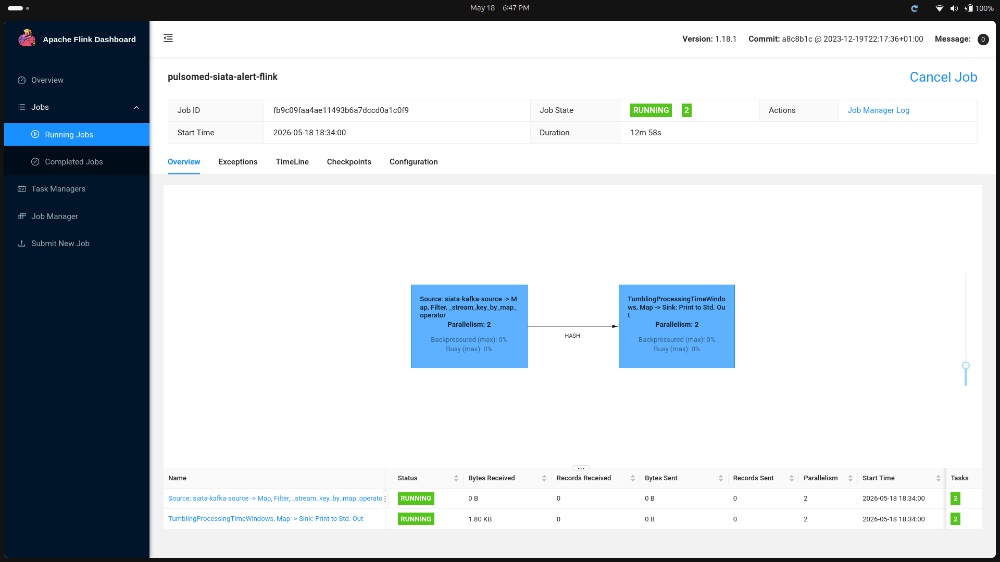 May 18 6:47 PM
100%
Apache Flink Dashboard
Version: 1.18.1 Commit: a8c8b1c @ 2023-12-19T22:17:36+01:00 Message: 0
Overview
Jobs
Running Jobs
Completed Jobs
Task Managers
Job Manager
Submit New Job
pulsomed-siata-alert-flink
Cancel Job
Job ID fb9c09faa4ae11493b6a7dccd0a1c0f9 Job State RUNNING 2 Actions Job Manager Log
Start Time 2026-05-18 18:34:00 Duration 12m 58s
Overview Exceptions TimeLine Checkpoints Configuration
Source: siata-kafka-source -> M
ap, Filter, _stream_key_by_map_
operator
Parallelism: 2
Backpressured (max): 0%
Busy (max): 0%
HASH
TumblingProcessingTimeWindo
ws, Map -> Sink: Print to Std. Ou
t
Parallelism: 2
Backpressured (max): 0%
Busy (max): 0%
Name Status Bytes Received Records Received Bytes Sent Records Sent Parallelism Start Time Tasks
Source: siata-kafka-source -> Map, Filter, _stream_key_by_map_operato RUNNING 0 B 0 0 B 0 2 2026-05-18 18:34:00 2
TumblingProcessingTimeWindows, Map -> Sink: Print to Std. Out RUNNING 1.80 KB 0 0 B 0 2 2026-05-18 18:34:00 2